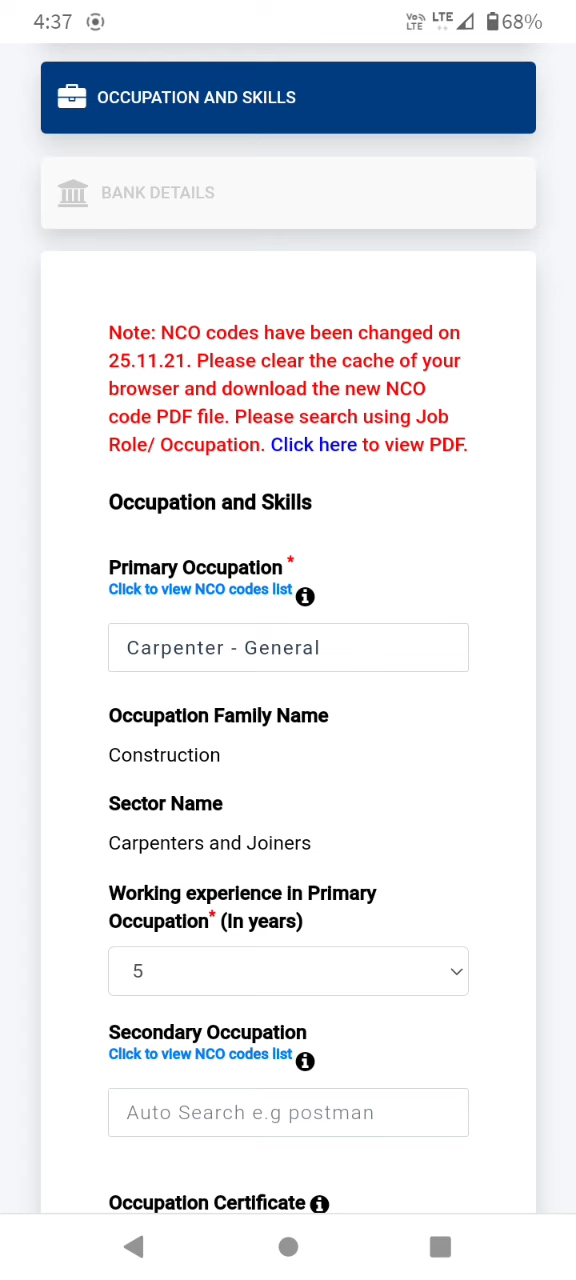 4:37 Vo LTE LTE 68%
OCCUPATION AND SKILLS
BANK DETAILS
Note: NCO codes have been changed on
25.11.21. Please clear the cache of your
browser and download the new NCO
code PDF file. Please search using Job
Role/ Occupation. Click here to view PDF.
Occupation and Skills
Primary Occupation *
Click to view NCO codes list
Carpenter - General
Occupation Family Name
Construction
Sector Name
Carpenters and Joiners
Working experience in Primary
Occupation* (In years)
5
Secondary Occupation
Click to view NCO codes list
Auto Search e.g postman
Occupation Certificate